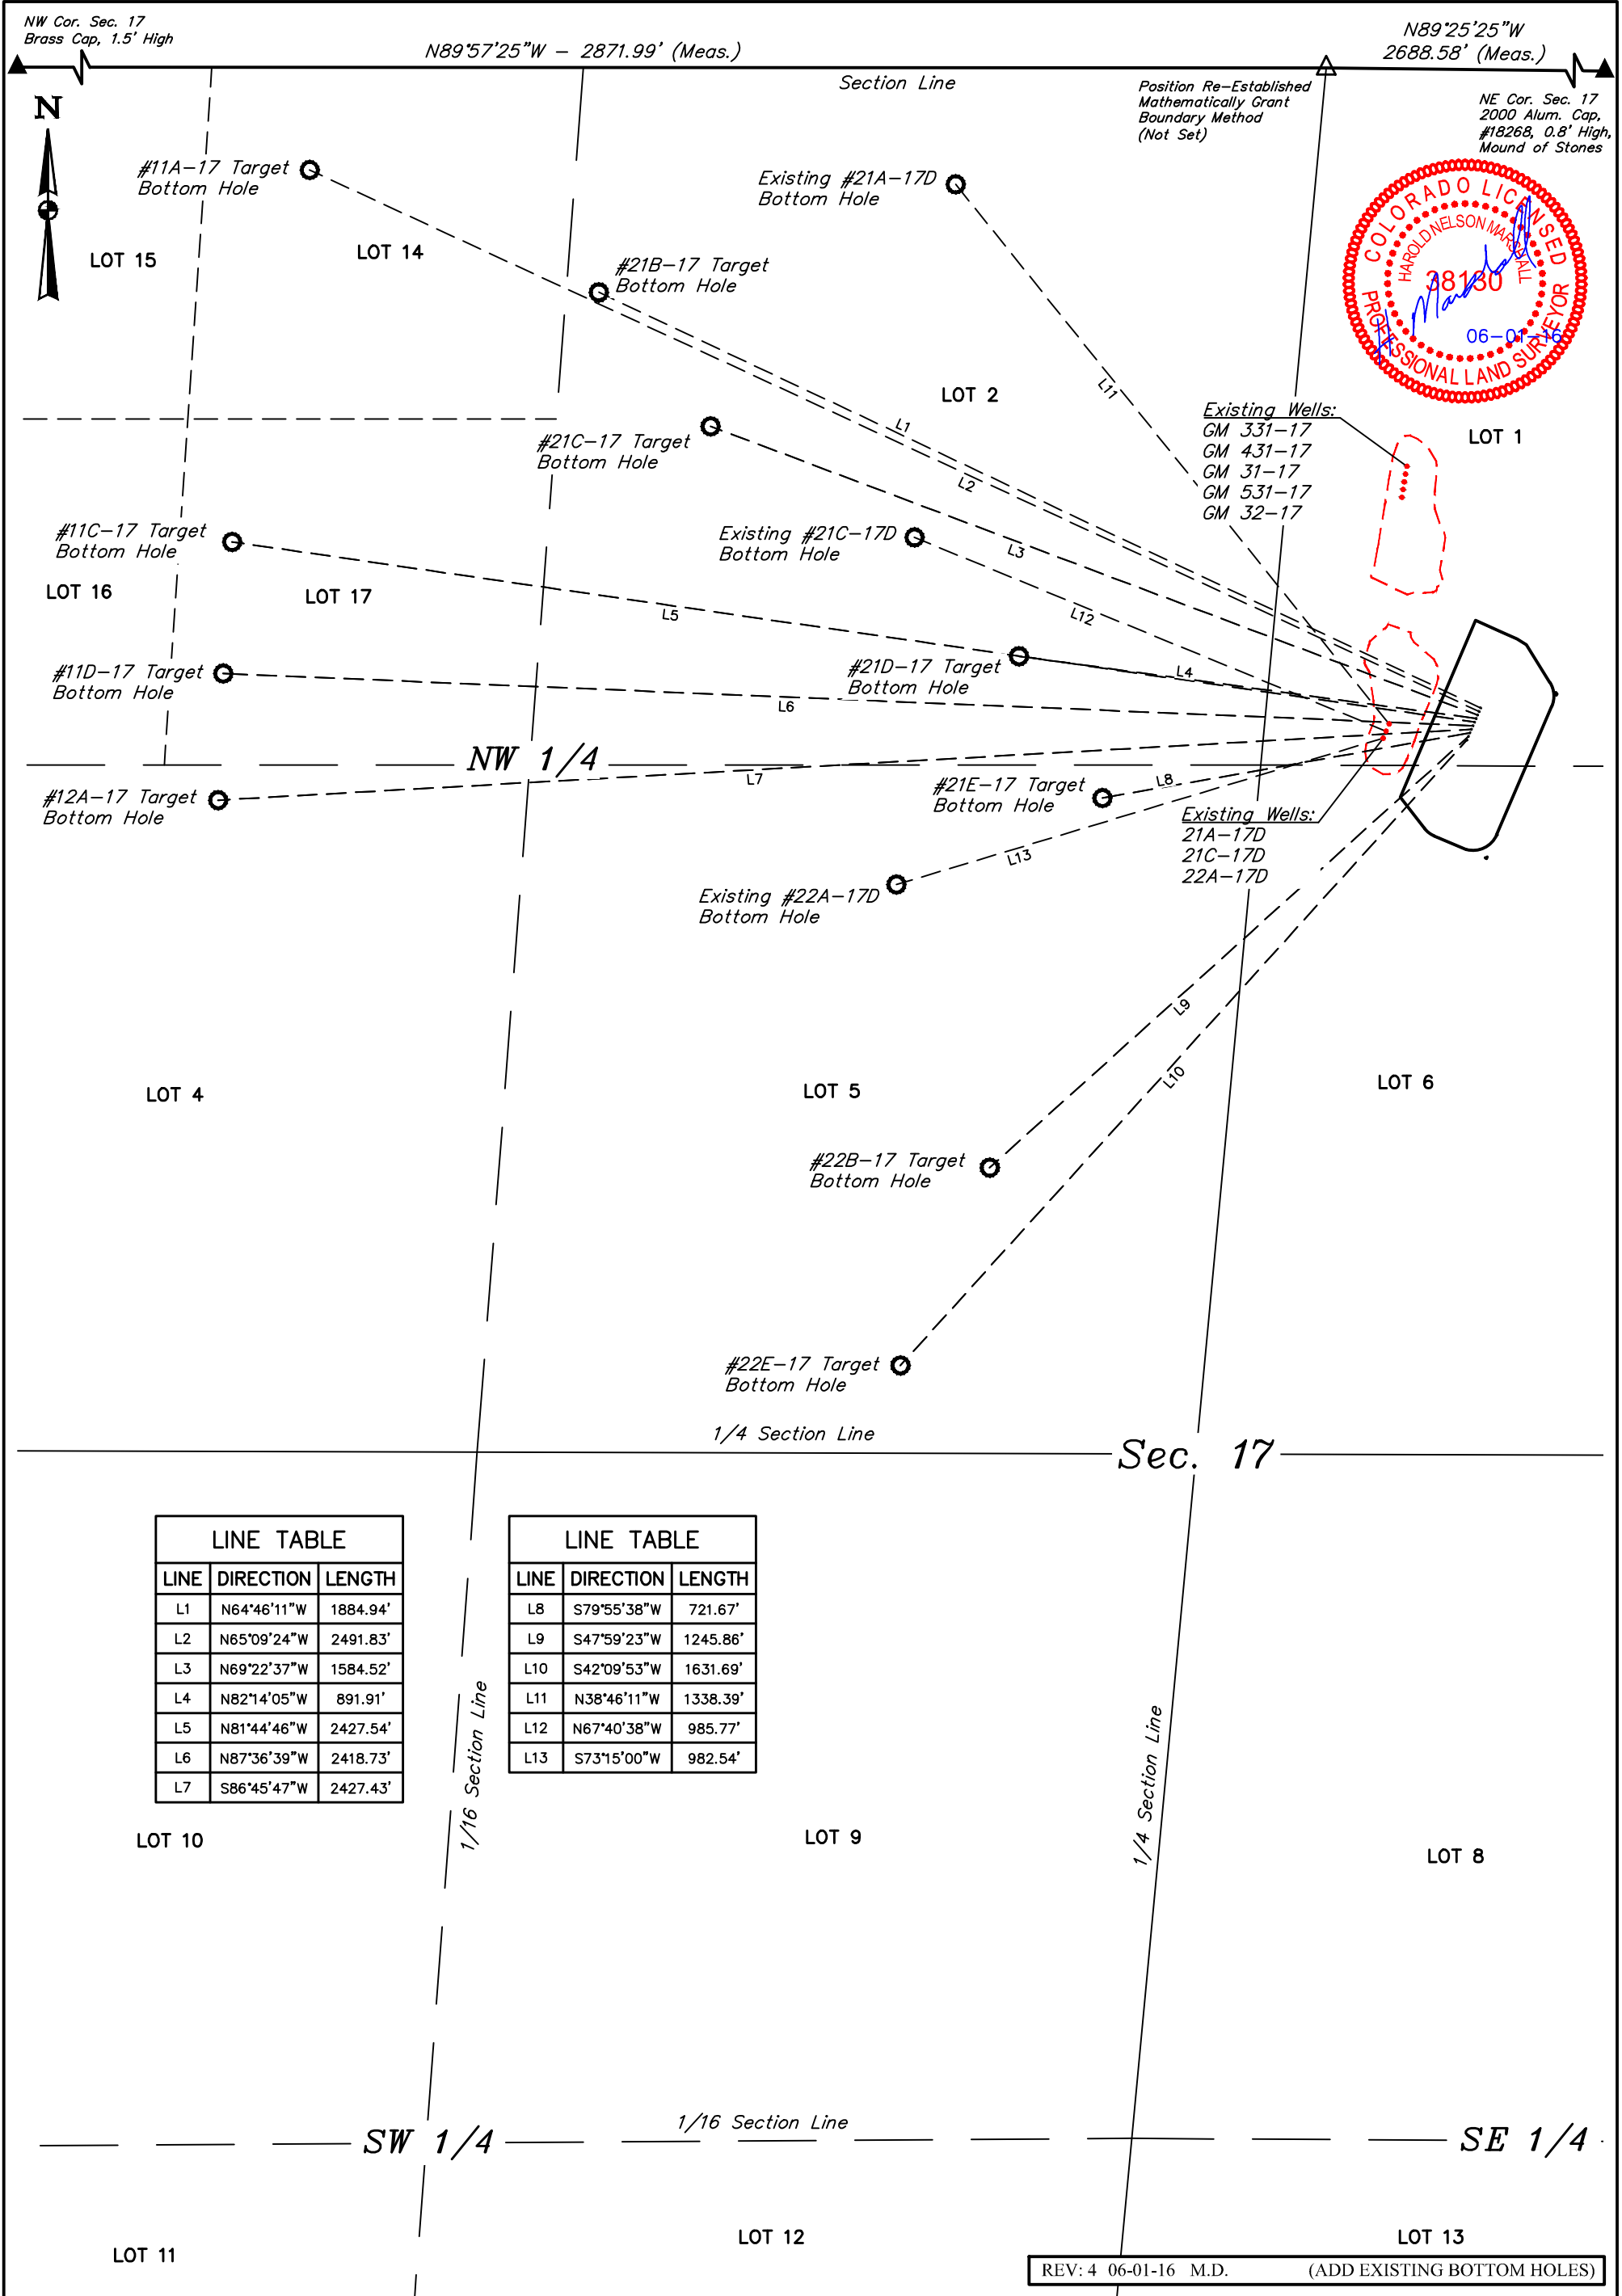 NW Cor. Sec. 17
Brass Cap, 1.5' High
N89°57'25"W – 2871.99' (Meas.)
N89°25'25"W
2688.58' (Meas.)
Section Line
Position Re–Established
Mathematically Grant
Boundary Method
(Not Set)
NE Cor. Sec. 17
2000 Alum. Cap,
#18268, 0.8' High,
Mound of Stones
N
#11A–17 Target
Bottom Hole
Existing #21A–17D
Bottom Hole
COLORADO LICENSED
PROFESSIONAL LAND SURVEYOR
HAROLD NELSON MARSHALL
38130
06–01–16
LOT 15
LOT 14
#21B–17 Target
Bottom Hole
LOT 2
L11
L1
L2
Existing Wells:
GM 331–17
GM 431–17
GM 31–17
GM 531–17
GM 32–17
LOT 1
#21C–17 Target
Bottom Hole
#11C–17 Target
Bottom Hole
Existing #21C–17D
Bottom Hole
L3
LOT 16
LOT 17
L5
L12
#11D–17 Target
Bottom Hole
#21D–17 Target
Bottom Hole
L4
L6
NW 1/4
L7
#12A–17 Target
Bottom Hole
#21E–17 Target
Bottom Hole
L8
Existing Wells:
21A–17D
21C–17D
22A–17D
L13
Existing #22A–17D
Bottom Hole
L9
L10
LOT 4
LOT 5
LOT 6
#22B–17 Target
Bottom Hole
#22E–17 Target
Bottom Hole
1/4 Section Line
Sec. 17
LINE TABLE
LINE DIRECTION LENGTH
L1 N64°46'11"W 1884.94'
L2 N65°09'24"W 2491.83'
L3 N69°22'37"W 1584.52'
L4 N82°14'05"W 891.91'
L5 N81°44'46"W 2427.54'
L6 N87°36'39"W 2418.73'
L7 S86°45'47"W 2427.43'
LINE TABLE
LINE DIRECTION LENGTH
L8 S79°55'38"W 721.67'
L9 S47°59'23"W 1245.86'
L10 S42°09'53"W 1631.69'
L11 N38°46'11"W 1338.39'
L12 N67°40'38"W 985.77'
L13 S73°15'00"W 982.54'
1/16 Section Line
1/4 Section Line
LOT 10
LOT 9
LOT 8
SW 1/4
1/16 Section Line
SE 1/4
LOT 11
LOT 12
LOT 13
REV: 4 06-01-16 M.D. (ADD EXISTING BOTTOM HOLES)